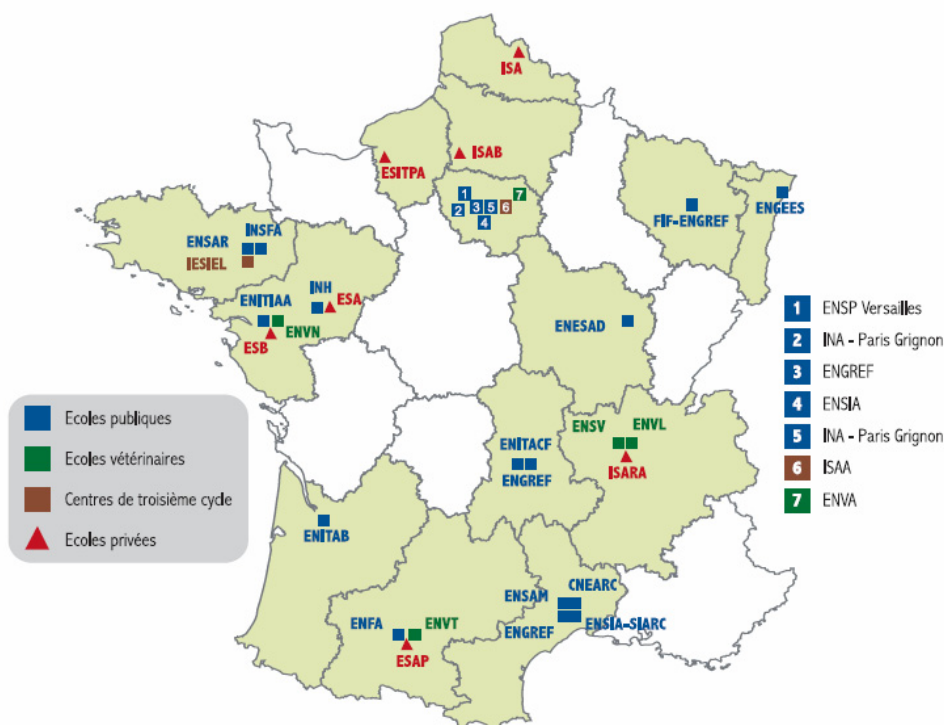 ISA
ESITPA
ISAB
1
7
2
3
5
6
4
FIF-ENGREF
ENGEES
ENSAR
INSFA
IESIEL
INH
ESA
ENITIAA
ENVN
ESB
ENESAD
1 ENSP Versailles
2 INA - Paris Grignon
3 ENGREF
4 ENSIA
5 INA - Paris Grignon
6 ISAA
7 ENVA
Ecoles publiques
Ecoles vétérinaires
Centres de troisième cycle
Ecoles privées
ENSV
ENVL
ISARA
ENITACF
ENGREF
ENITAB
CNEARC
ENSAM
ENGREF
ENSIA-SIARC
ENFA
ENVT
ESAP